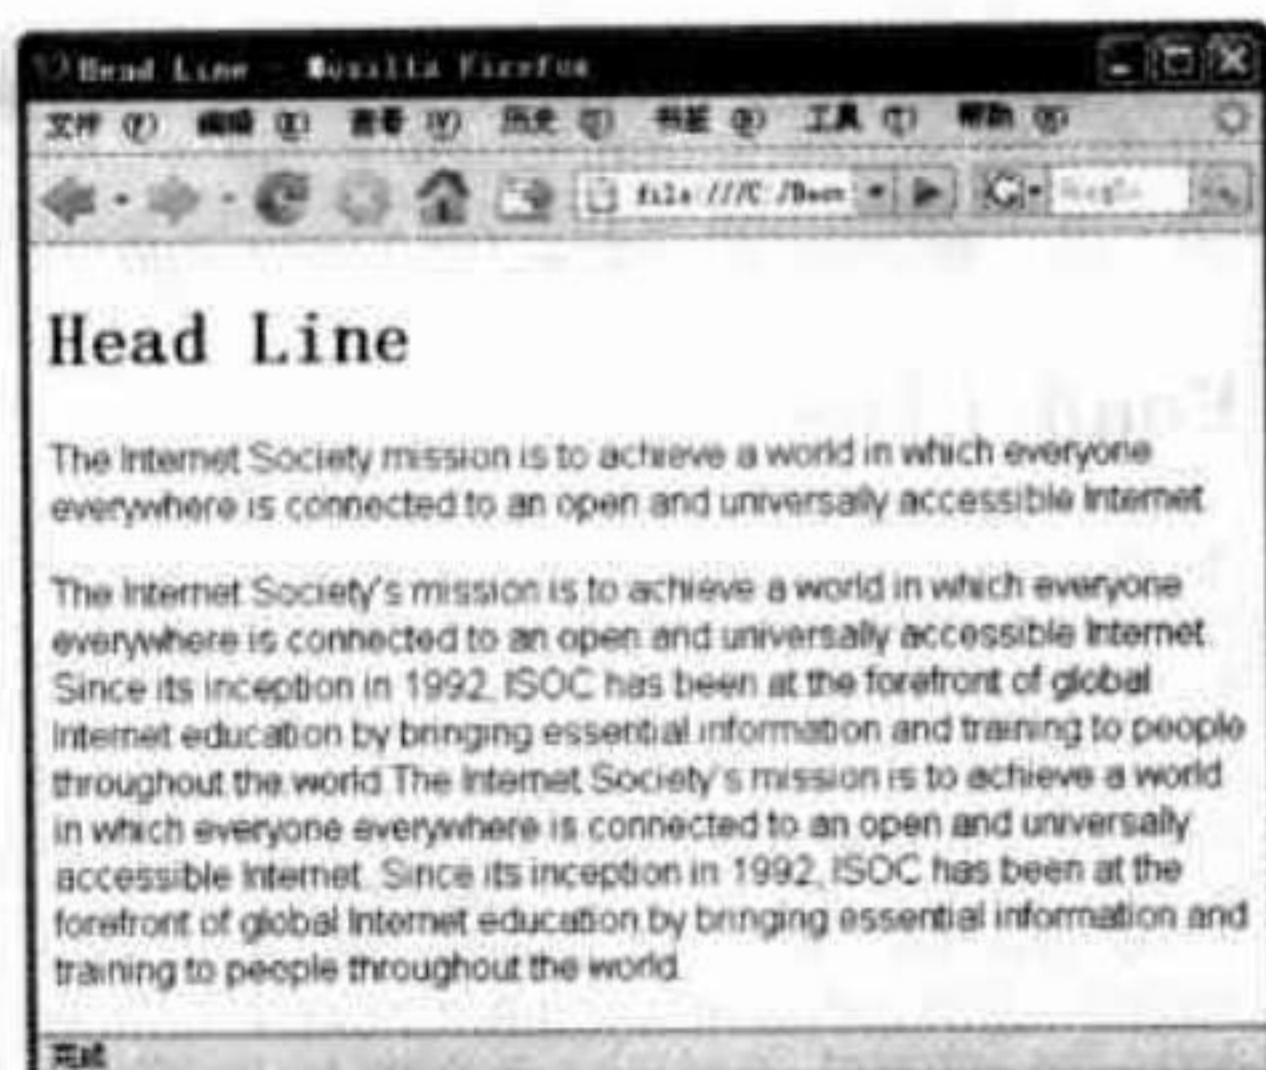 Head Line - Mozilla Firefox
文件 (F) 编辑 (E) 查看 (V) 历史 (S) 书签 (B) 工具 (T) 帮助 (H)
file:///C:/Docu
Head Line
The Internet Society mission is to achieve a world in which everyone
everywhere is connected to an open and universally accessible Internet
The Internet Society's mission is to achieve a world in which everyone
everywhere is connected to an open and universally accessible Internet.
Since its inception in 1992, ISOC has been at the forefront of global
Internet education by bringing essential information and training to people
throughout the world The Internet Society's mission is to achieve a world
in which everyone everywhere is connected to an open and universally
accessible Internet. Since its inception in 1992, ISOC has been at the
forefront of global Internet education by bringing essential information and
training to people throughout the world.
完成